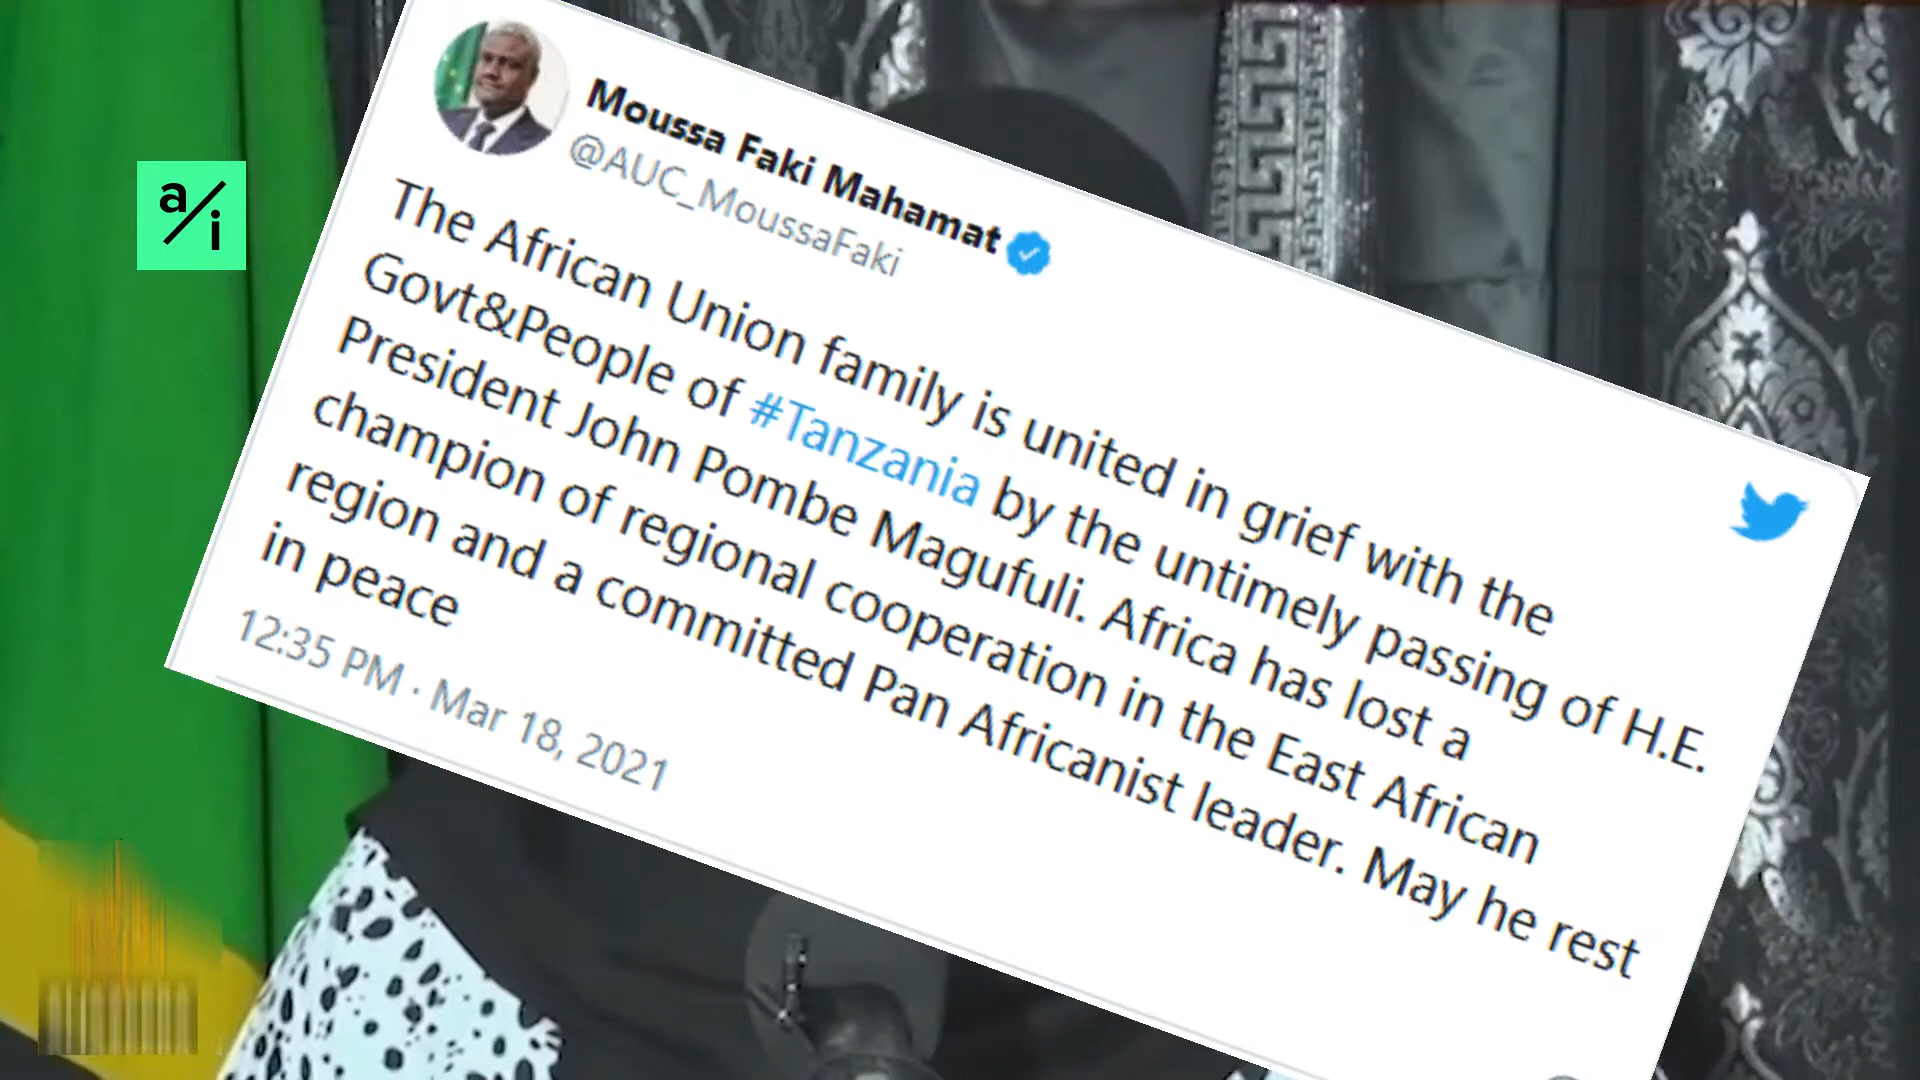 a/i
Moussa Faki Mahamat
@AUC_MoussaFaki
The African Union family is united in grief with the
Govt&People of #Tanzania by the untimely passing of H.E.
President John Pombe Magufuli. Africa has lost a
champion of regional cooperation in the East African
region and a committed Pan Africanist leader. May he rest
in peace
12:35 PM · Mar 18, 2021